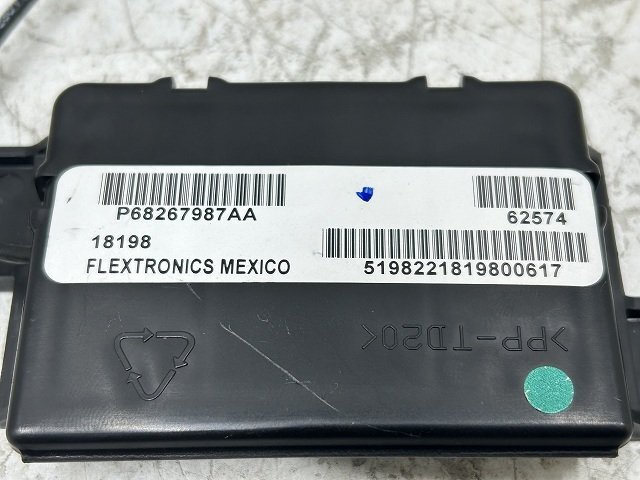 P68267987AA
62574
18198
FLEXTRONICS MEXICO
5198221819800617
>PP-TD20<